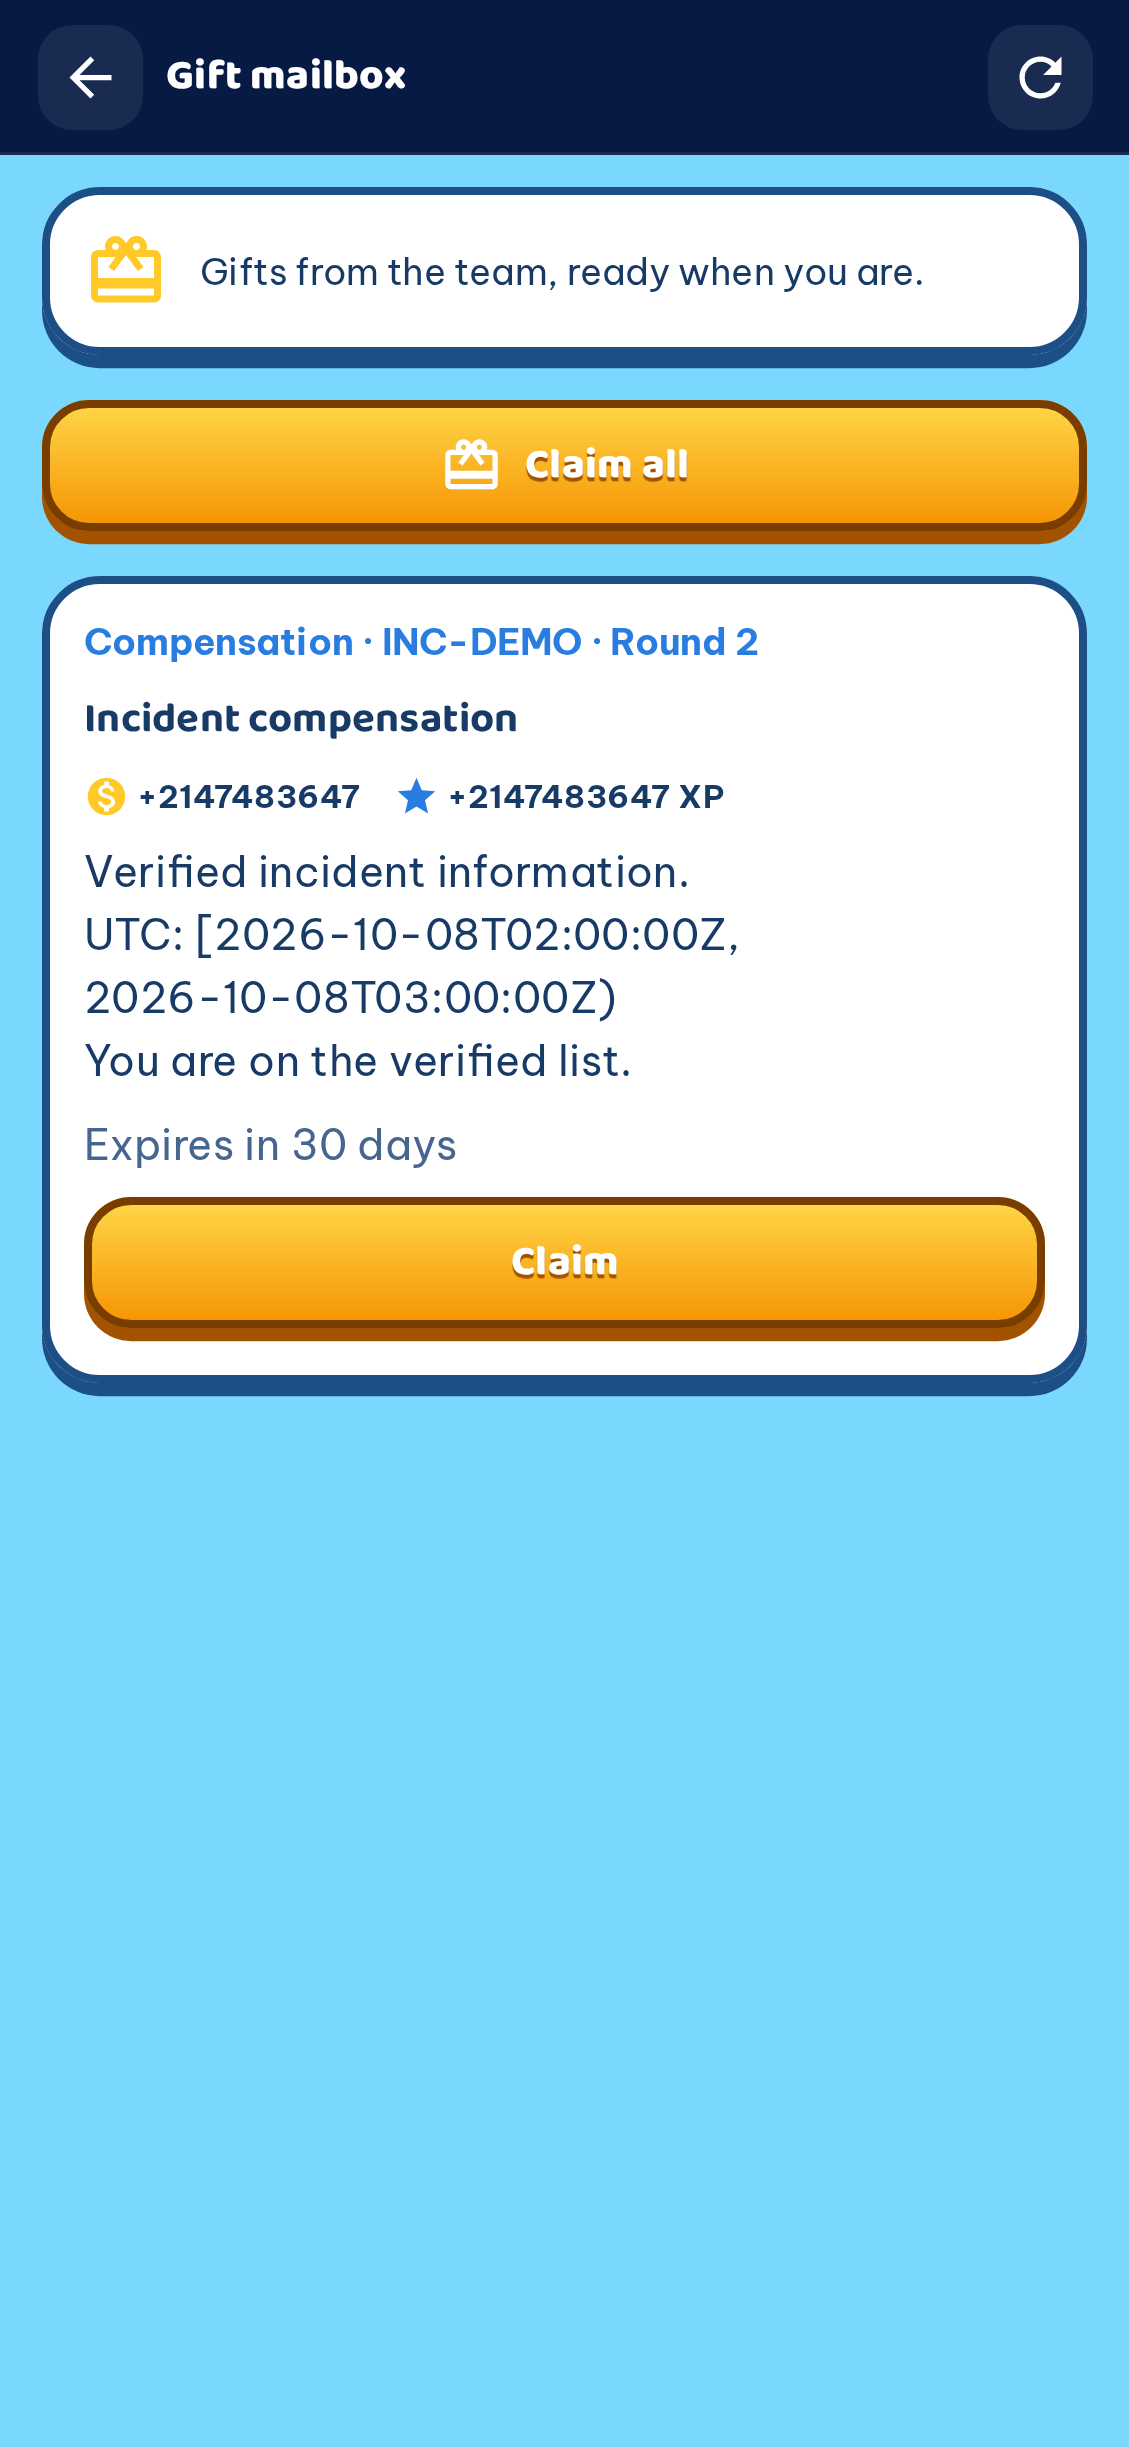 Gift mailbox
Gifts from the team, ready when you are.
Claim all
Compensation · INC-DEMO · Round 2
Incident compensation
+2147483647 +2147483647 XP
Verified incident information.
UTC: [2026-10-08T02:00:00Z,
2026-10-08T03:00:00Z)
You are on the verified list.
Expires in 30 days
Claim